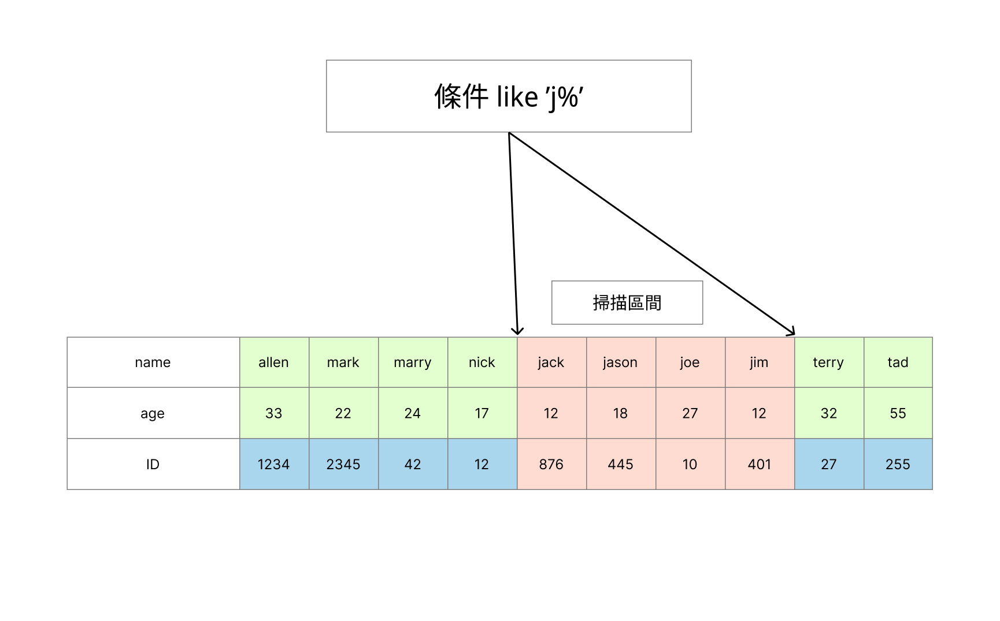 條件 like ’j%’
掃描區間
name allen mark marry nick jack jason joe jim terry tad
age 33 22 24 17 12 18 27 12 32 55
ID 1234 2345 42 12 876 445 10 401 27 255